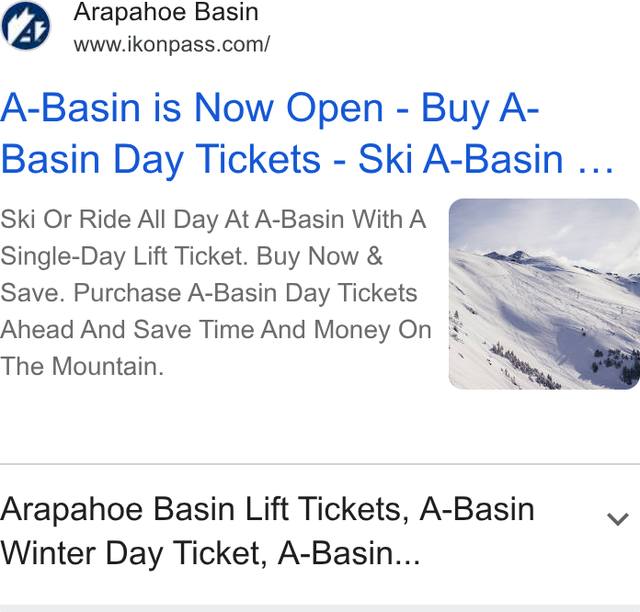 Arapahoe Basin
www.ikonpass.com/
A-Basin is Now Open - Buy A-
Basin Day Tickets - Ski A-Basin …
Ski Or Ride All Day At A-Basin With A
Single-Day Lift Ticket. Buy Now &
Save. Purchase A-Basin Day Tickets
Ahead And Save Time And Money On
The Mountain.
Arapahoe Basin Lift Tickets, A-Basin
Winter Day Ticket, A-Basin...